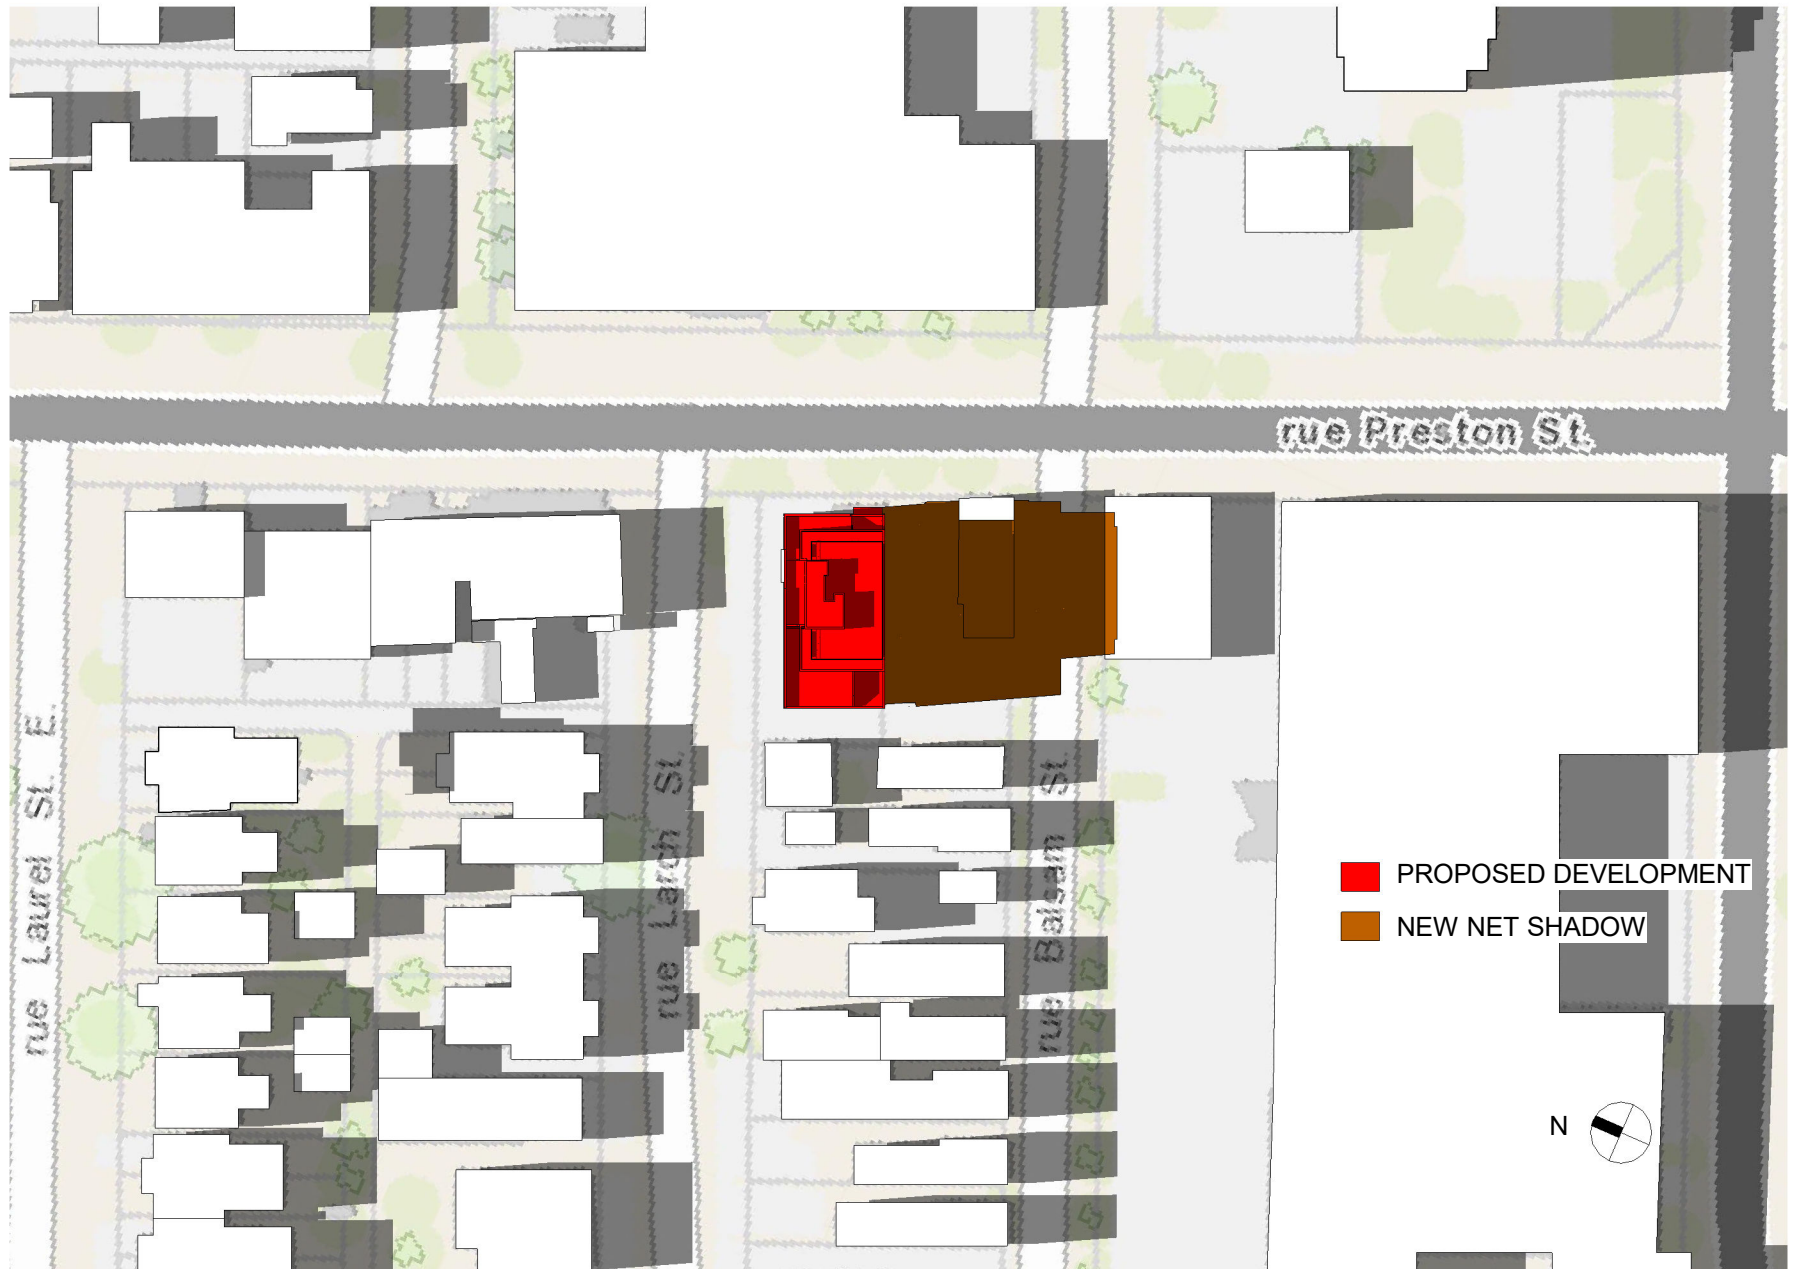 rue Preston St.
rue Laurel St. E.
rue Larch St.
rue Balsam St.
PROPOSED DEVELOPMENT
NEW NET SHADOW
N